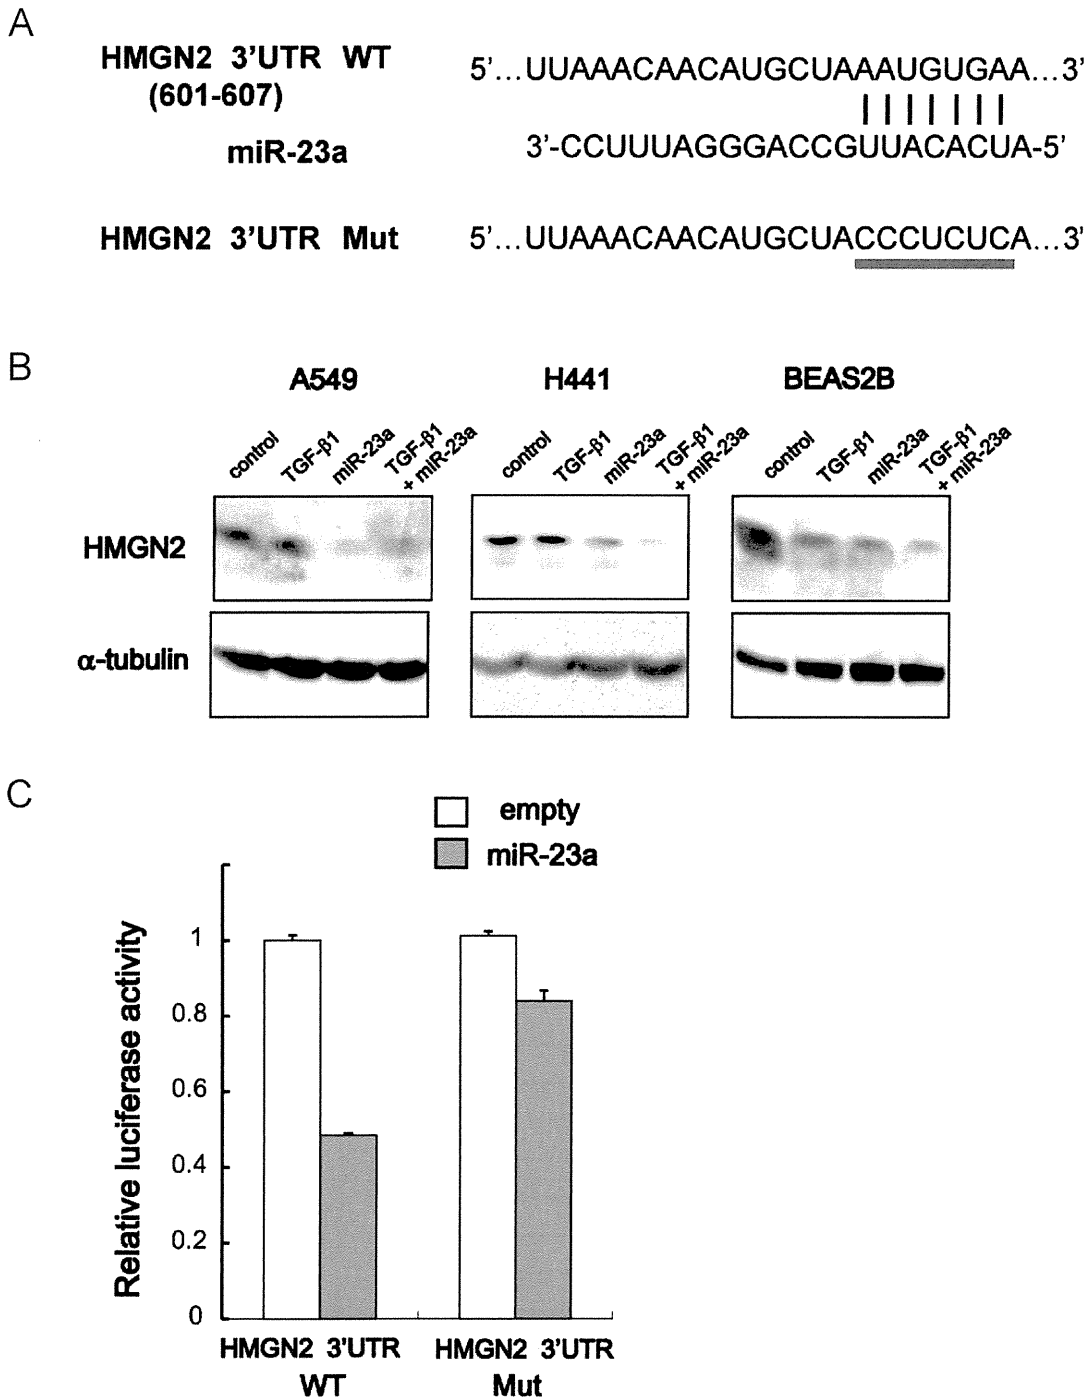 A
HMGN2 3'UTR WT
(601-607)
5'...UUAAACAACAUGCUAAAUGUGAA...3'
miR-23a
3'-CCUUUAGGGACCGUUACACUA-5'
HMGN2 3'UTR Mut
5'...UUAAACAACAUGCUACCCUCUCA...3'
B
A549
H441
BEAS2B
control
TGF-β1
miR-23a
TGF-β1
+ miR-23a
control
TGF-β1
miR-23a
TGF-β1
+ miR-23a
control
TGF-β1
miR-23a
TGF-β1
+ miR-23a
HMGN2
α-tubulin
C
empty
miR-23a
Relative luciferase activity
1
0.8
0.6
0.4
0.2
0
HMGN2 3'UTR
WT
HMGN2 3'UTR
Mut